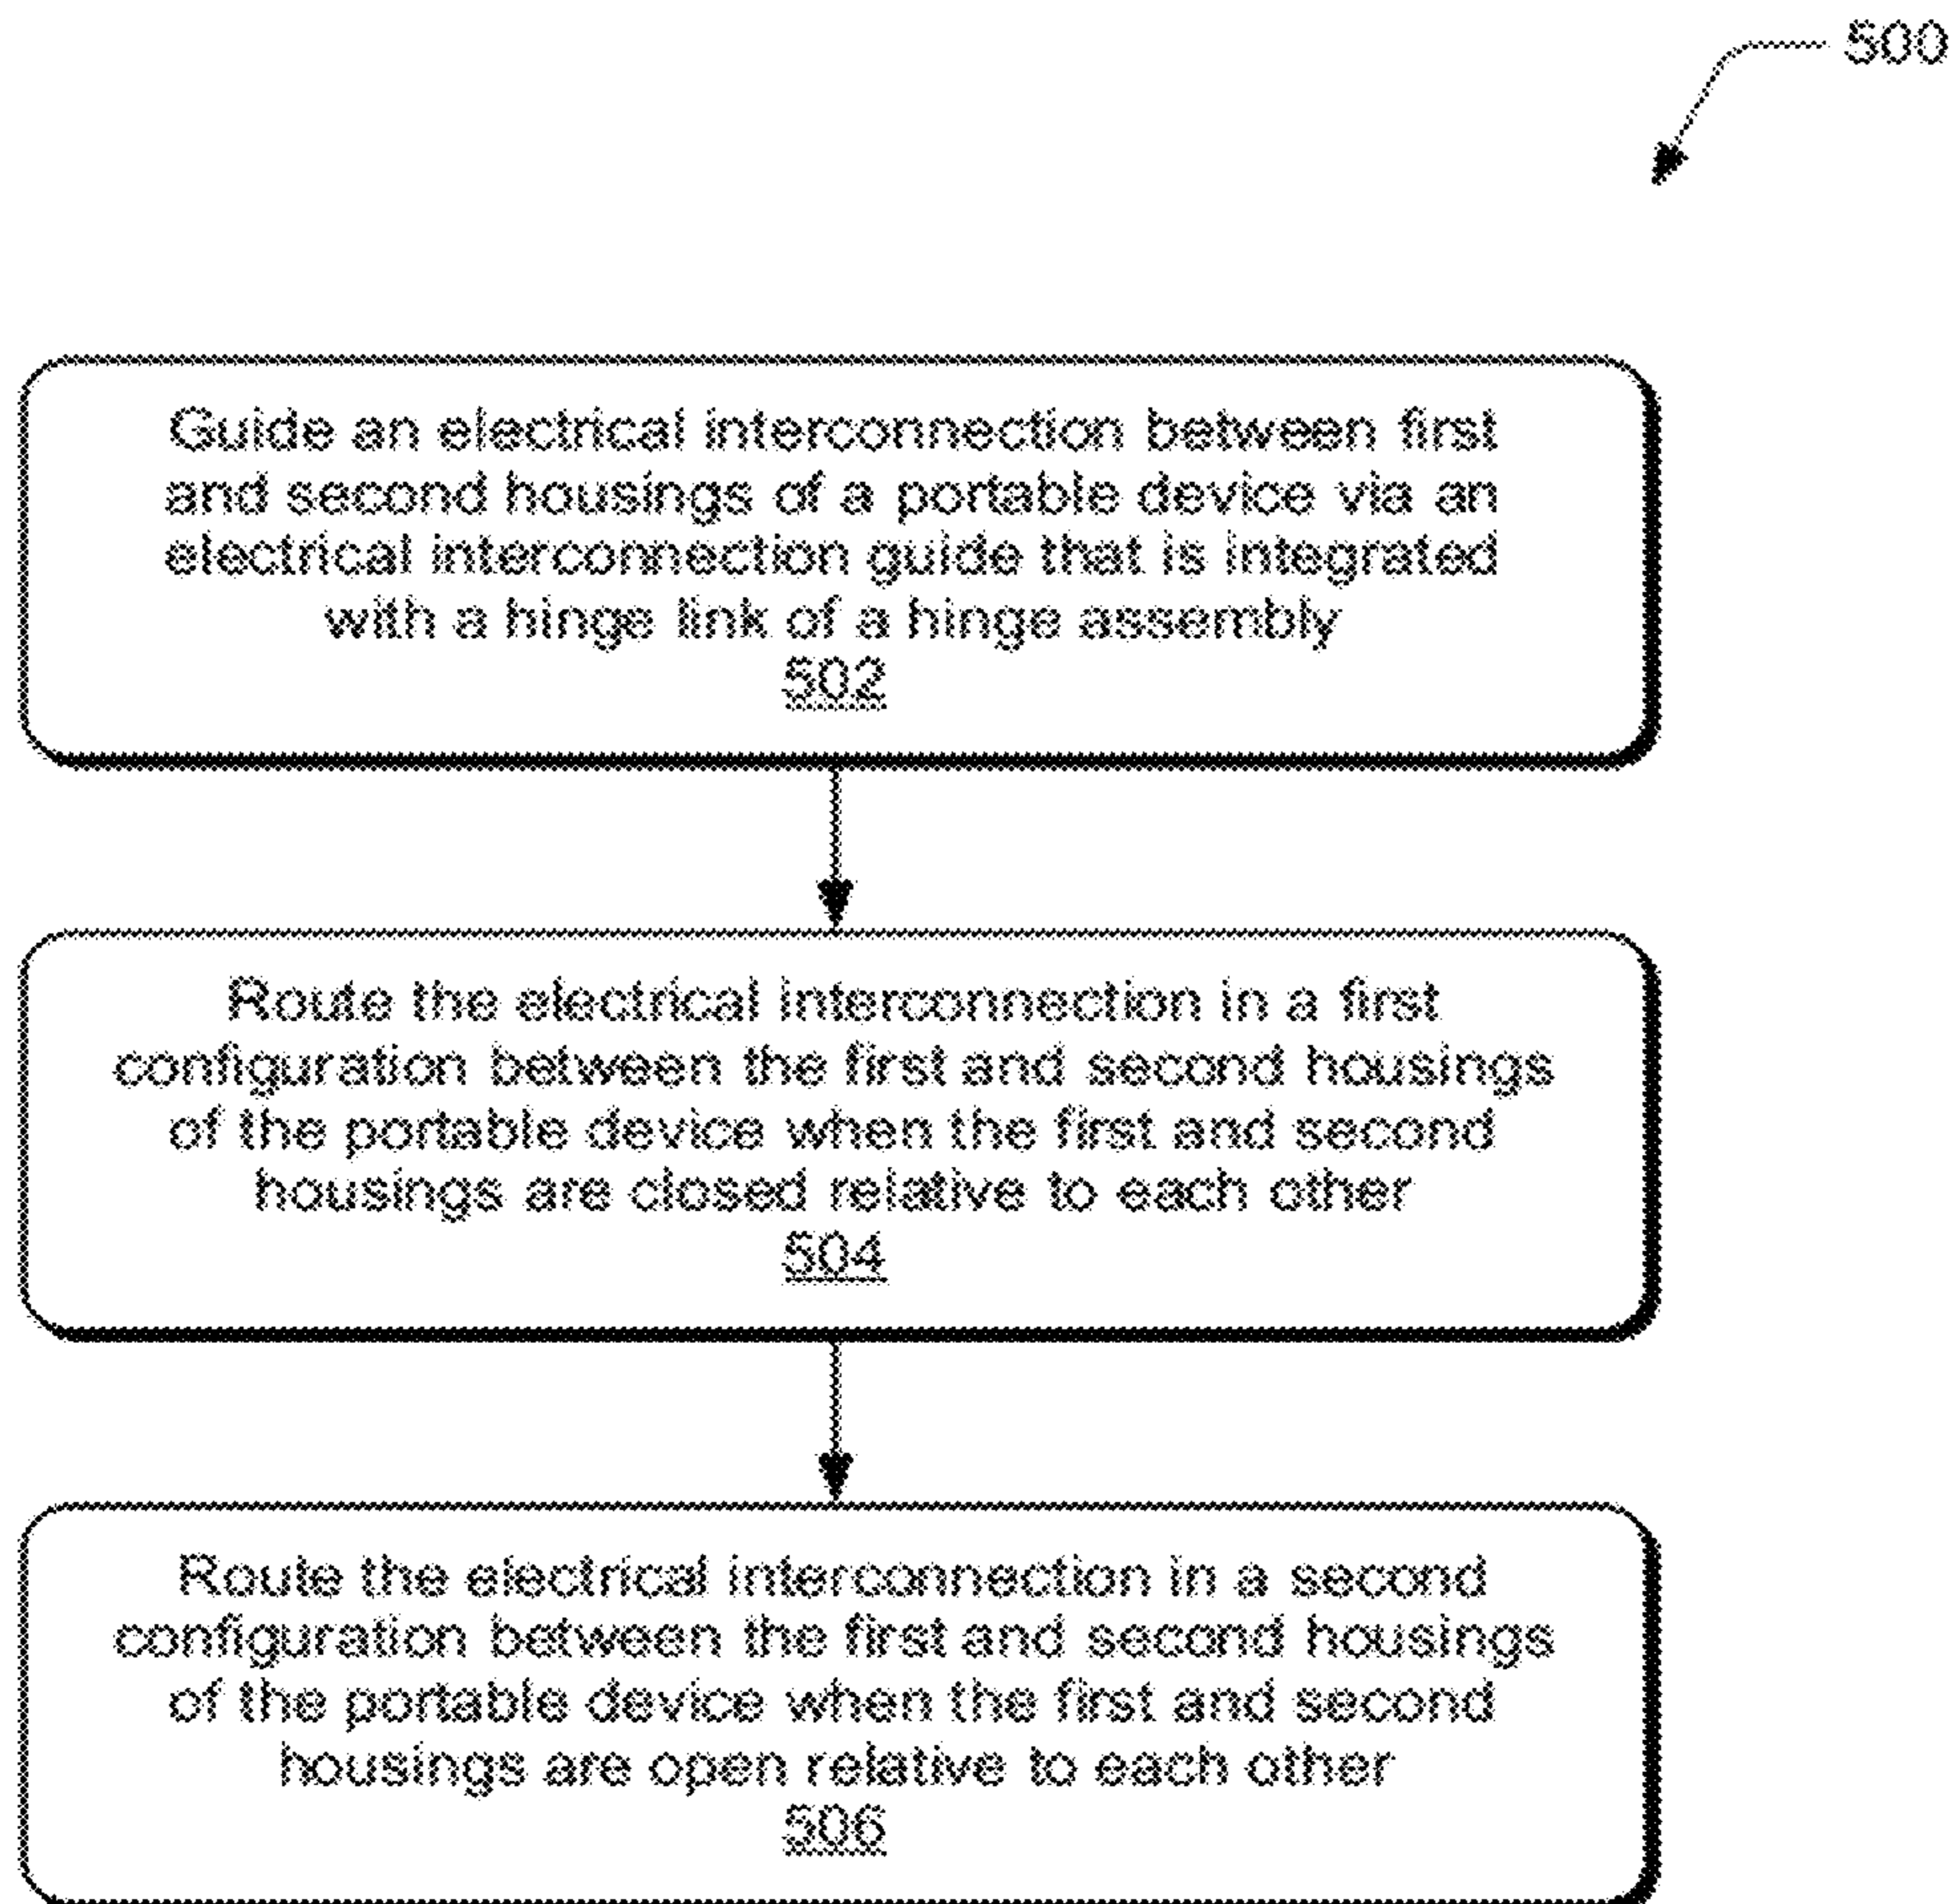 500
Guide an electrical interconnection between first
and second housings of a portable device via an
electrical interconnection guide that is integrated
with a hinge link of a hinge assembly
502
Route the electrical interconnection in a first
configuration between the first and second housings
of the portable device when the first and second
housings are closed relative to each other
504
Route the electrical interconnection in a second
configuration between the first and second housings
of the portable device when the first and second
housings are open relative to each other
506